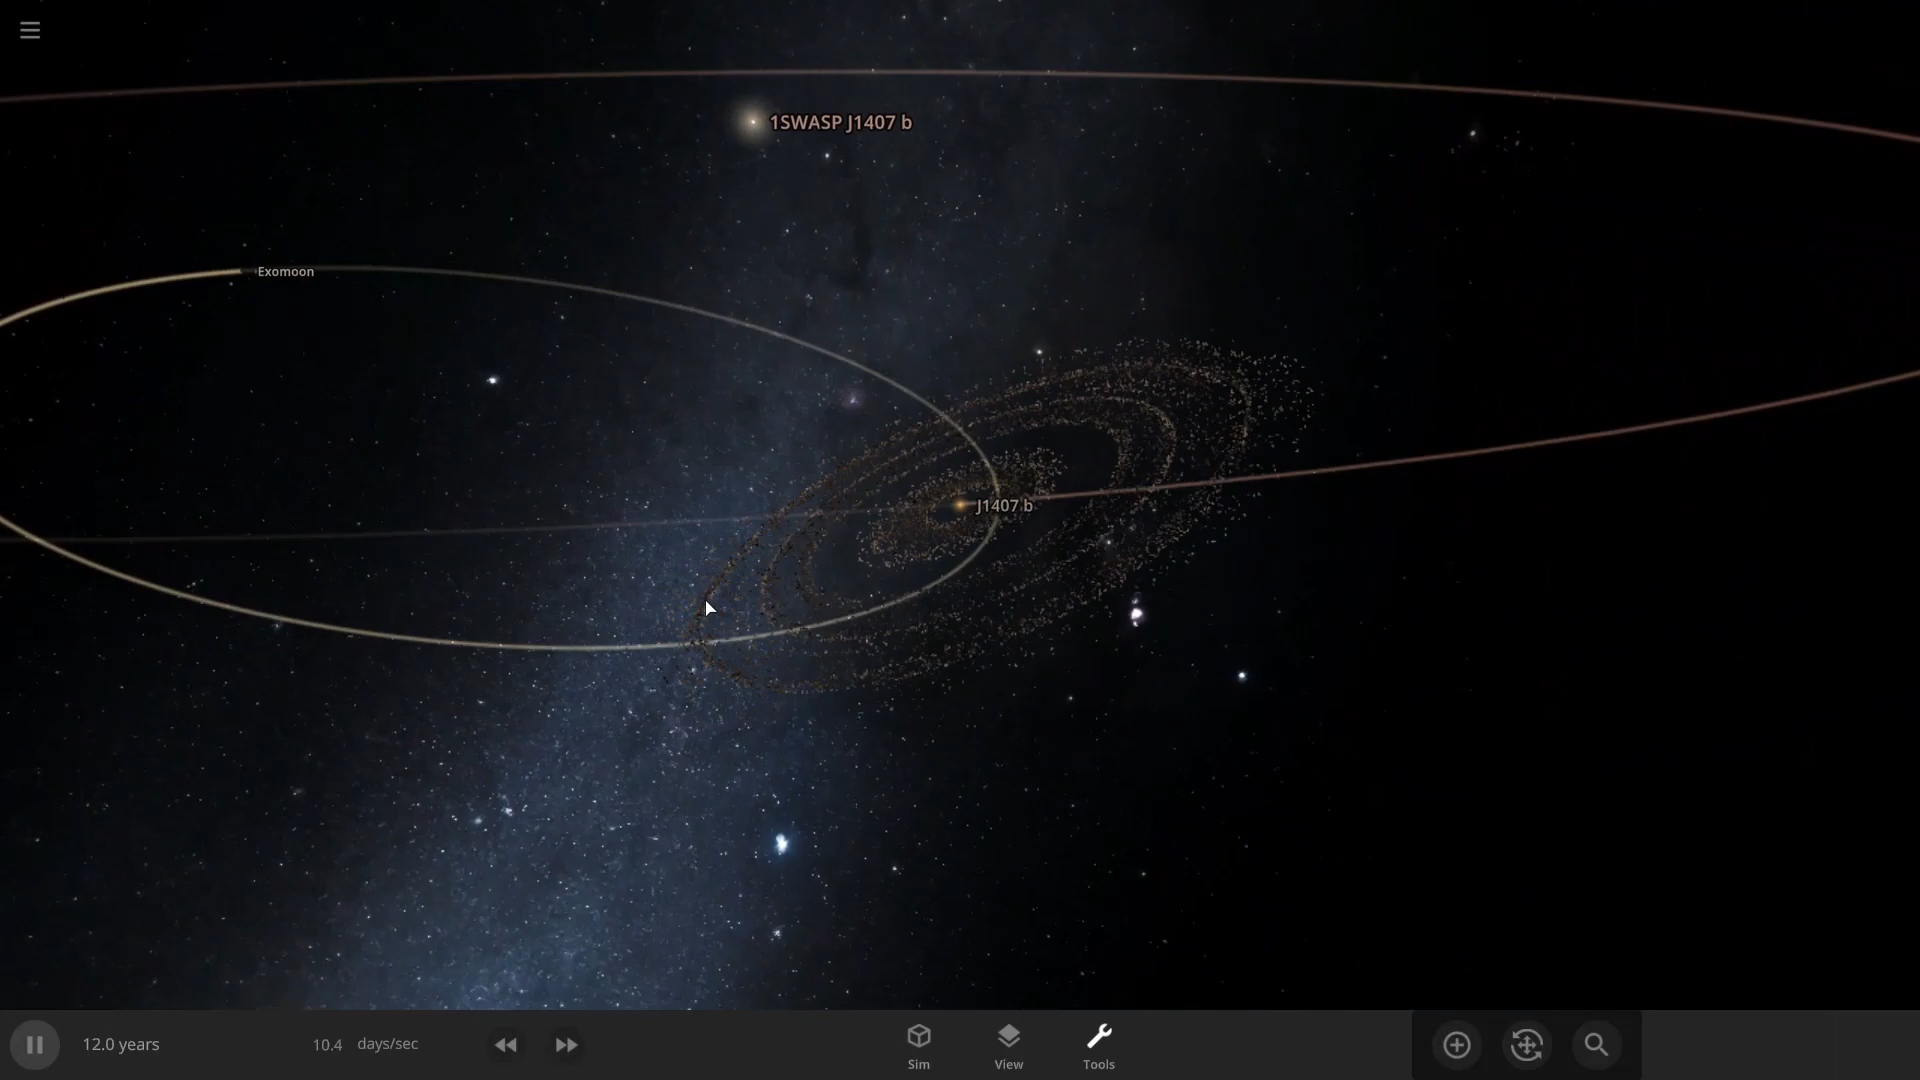 1SWASP J1407 b
Exomoon
J1407 b
12.0 years
10.4 days/sec
Sim
View
Tools